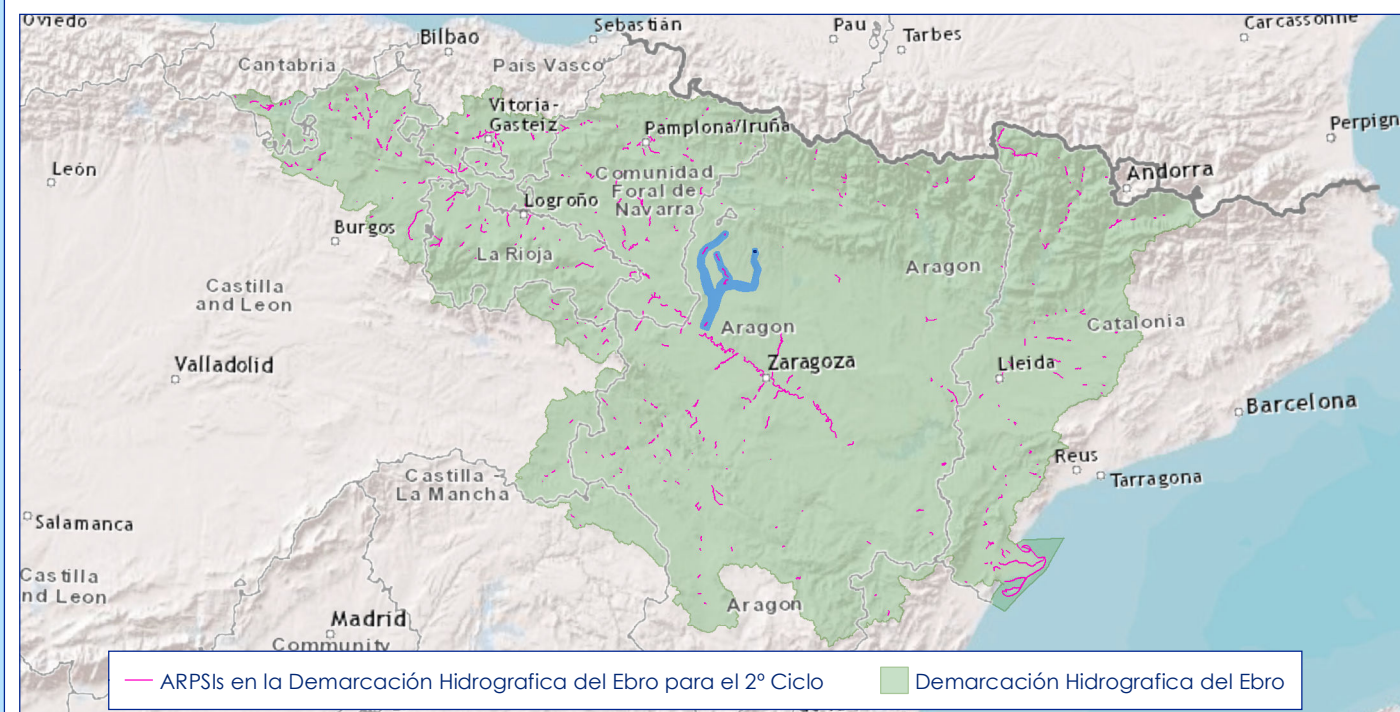 Oviedo
Sebastián
Pau
Carcassonne
Bilbao
Tarbes
Cantabria
País Vasco
Vitoria-
Gasteiz
Pamplona/Iruña
Perpign
León
Comunidad
Foral de
Navarra
Andorra
Logroño
Burgos
La Rioja
Aragon
Castilla
and Leon
Aragon
Catalonia
Valladolid
Zaragoza
Lleida
Barcelona
Reus
Castilla
La Mancha
Tarragona
Salamanca
Castilla
nd Leon
Aragon
Madrid
Community
ARPSIs en la Demarcación Hidrografica del Ebro para el 2º Ciclo
Demarcación Hidrografica del Ebro